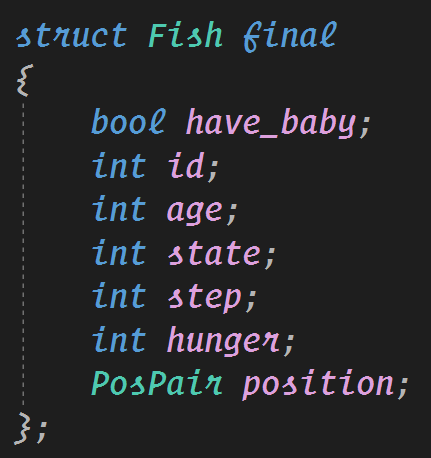 struct Fish final
{
    bool have_baby;
    int id;
    int age;
    int state;
    int step;
    int hunger;
    PosPair position;
};